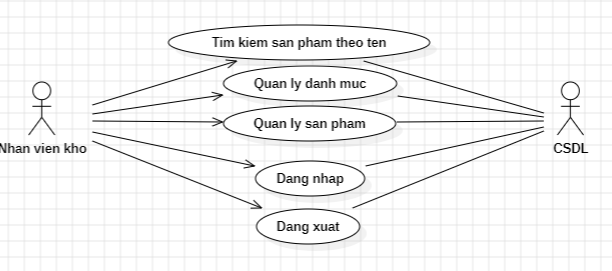 Tim kiem san pham theo ten
Quan ly danh muc
Quan ly san pham
Nhan vien kho
CSDL
Dang nhap
Dang xuat